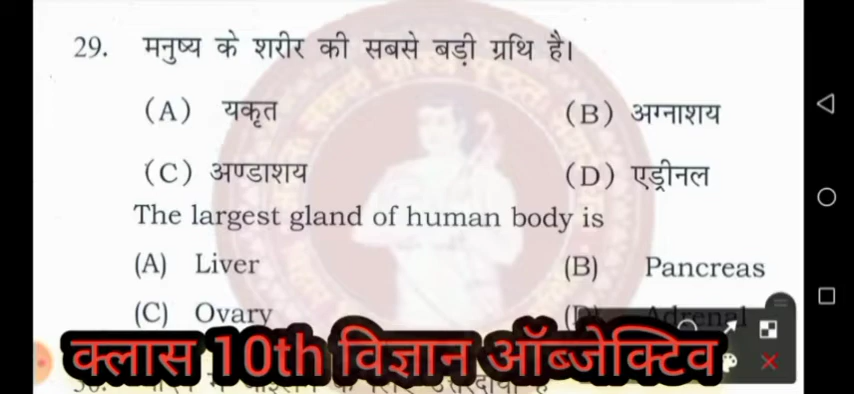 29. मनुष्य के शरीर की सबसे बड़ी ग्रथि है।
(A) यकृत (B) अग्नाशय
(C) अण्डाशय (D) एड्रीनल
The largest gland of human body is
(A) Liver (B) Pancreas
(C) Ovary (D) Adrenal
क्लास 10th विज्ञान ऑब्जेक्टिव